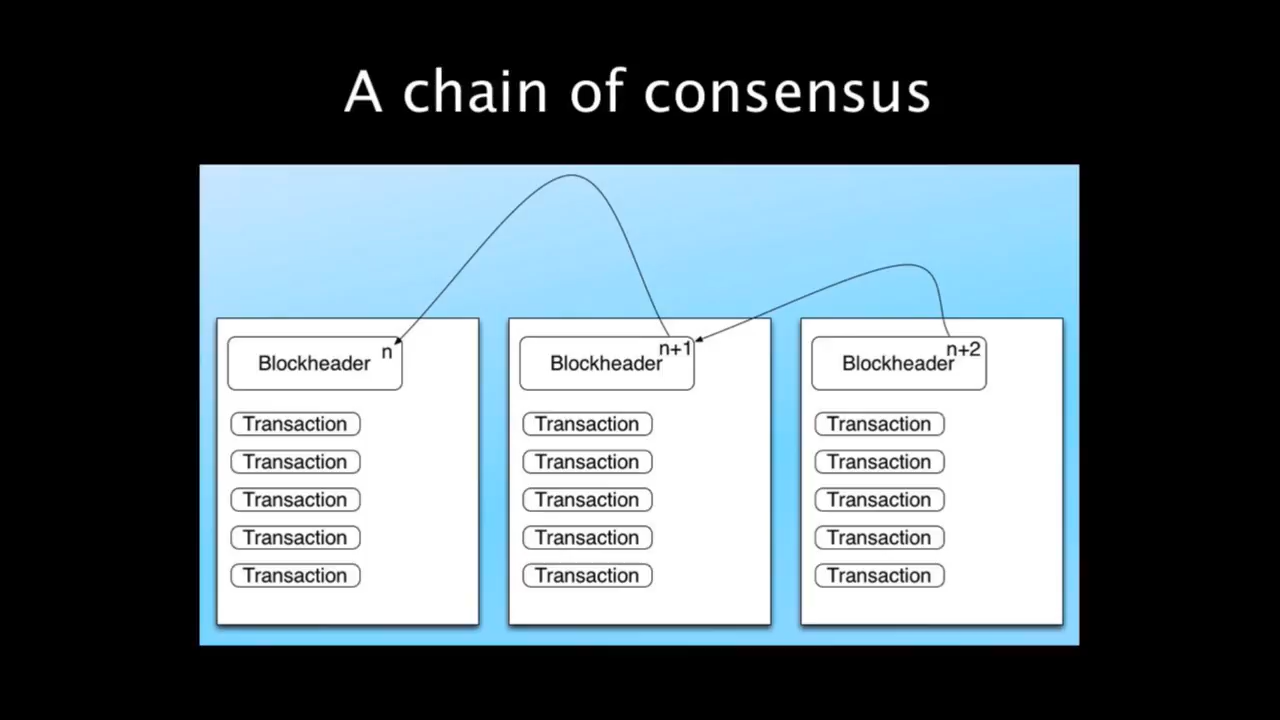 A chain of consensus
n
Blockheader
Transaction
Transaction
Transaction
Transaction
Transaction
n+1
Blockheader
Transaction
Transaction
Transaction
Transaction
Transaction
n+2
Blockheader
Transaction
Transaction
Transaction
Transaction
Transaction